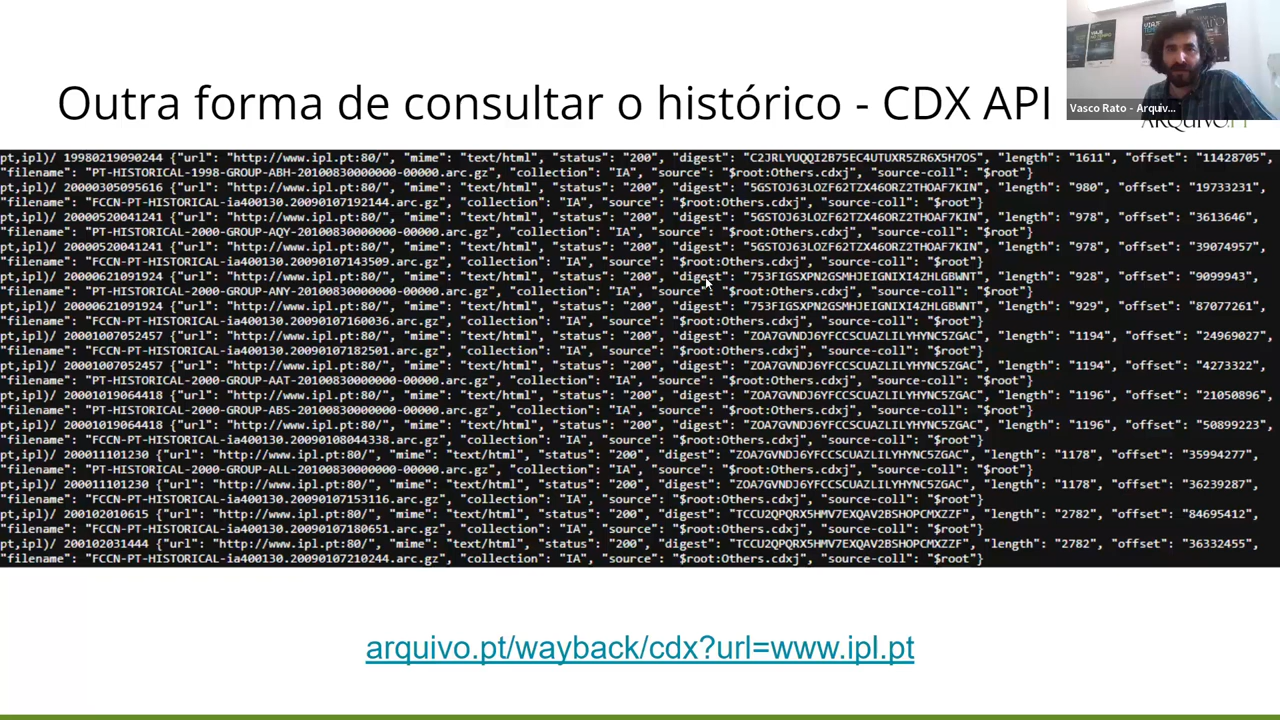 Outra forma de consultar o histórico - CDX API
Vasco Rato - Arquiv...
ARQUIVO.PT
pt,ipl)/ 19980219090244 {"url": "http://www.ipl.pt:80/", "mime": "text/html", "status": "200", "digest": "C2JRLYUQQI2B75EC4UTUXR5ZR6X5H7OS", "length": "1611", "offset": "11428705",
"filename": "PT-HISTORICAL-1998-GROUP-ABH-20100830000000-00000.arc.gz", "collection": "IA", "source": "$root:Others.cdxj", "source-coll": "$root"}
pt,ipl)/ 20000305095616 {"url": "http://www.ipl.pt:80/", "mime": "text/html", "status": "200", "digest": "5GSTOJ63LOZF62TZX46ORZ2THOAF7KIN", "length": "980", "offset": "19733231",
"filename": "FCCN-PT-HISTORICAL-ia400130.20090107192144.arc.gz", "collection": "IA", "source": "$root:Others.cdxj", "source-coll": "$root"}
pt,ipl)/ 20000520041241 {"url": "http://www.ipl.pt:80/", "mime": "text/html", "status": "200", "digest": "5GSTOJ63LOZF62TZX46ORZ2THOAF7KIN", "length": "978", "offset": "3613646",
"filename": "PT-HISTORICAL-2000-GROUP-AQY-20100830000000-00000.arc.gz", "collection": "IA", "source": "$root:Others.cdxj", "source-coll": "$root"}
pt,ipl)/ 20000520041241 {"url": "http://www.ipl.pt:80/", "mime": "text/html", "status": "200", "digest": "5GSTOJ63LOZF62TZX46ORZ2THOAF7KIN", "length": "978", "offset": "39074957",
"filename": "FCCN-PT-HISTORICAL-ia400130.20090107143509.arc.gz", "collection": "IA", "source": "$root:Others.cdxj", "source-coll": "$root"}
pt,ipl)/ 20000621091924 {"url": "http://www.ipl.pt:80/", "mime": "text/html", "status": "200", "digest": "753FIGSXPN2GSMHJEIGNIXI4ZHLGBWNT", "length": "928", "offset": "9099943",
"filename": "PT-HISTORICAL-2000-GROUP-ANY-20100830000000-00000.arc.gz", "collection": "IA", "source": "$root:Others.cdxj", "source-coll": "$root"}
pt,ipl)/ 20000621091924 {"url": "http://www.ipl.pt:80/", "mime": "text/html", "status": "200", "digest": "753FIGSXPN2GSMHJEIGNIXI4ZHLGBWNT", "length": "929", "offset": "87077261",
"filename": "FCCN-PT-HISTORICAL-ia400130.20090107160036.arc.gz", "collection": "IA", "source": "$root:Others.cdxj", "source-coll": "$root"}
pt,ipl)/ 20001007052457 {"url": "http://www.ipl.pt:80/", "mime": "text/html", "status": "200", "digest": "ZOA7GVNDJ6YFCCSCUAZLILYHYNC5ZGAC", "length": "1194", "offset": "24969027",
"filename": "FCCN-PT-HISTORICAL-ia400130.20090107182501.arc.gz", "collection": "IA", "source": "$root:Others.cdxj", "source-coll": "$root"}
pt,ipl)/ 20001007052457 {"url": "http://www.ipl.pt:80/", "mime": "text/html", "status": "200", "digest": "ZOA7GVNDJ6YFCCSCUAZLILYHYNC5ZGAC", "length": "1194", "offset": "4273322",
"filename": "PT-HISTORICAL-2000-GROUP-AAT-20100830000000-00000.arc.gz", "collection": "IA", "source": "$root:Others.cdxj", "source-coll": "$root"}
pt,ipl)/ 20001019064418 {"url": "http://www.ipl.pt:80/", "mime": "text/html", "status": "200", "digest": "ZOA7GVNDJ6YFCCSCUAZLILYHYNC5ZGAC", "length": "1196", "offset": "21050896",
"filename": "PT-HISTORICAL-2000-GROUP-ABS-20100830000000-00000.arc.gz", "collection": "IA", "source": "$root:Others.cdxj", "source-coll": "$root"}
pt,ipl)/ 20001019064418 {"url": "http://www.ipl.pt:80/", "mime": "text/html", "status": "200", "digest": "ZOA7GVNDJ6YFCCSCUAZLILYHYNC5ZGAC", "length": "1196", "offset": "50899223",
"filename": "FCCN-PT-HISTORICAL-ia400130.20090108044338.arc.gz", "collection": "IA", "source": "$root:Others.cdxj", "source-coll": "$root"}
pt,ipl)/ 200011101230 {"url": "http://www.ipl.pt:80/", "mime": "text/html", "status": "200", "digest": "ZOA7GVNDJ6YFCCSCUAZLILYHYNC5ZGAC", "length": "1178", "offset": "35994277",
"filename": "PT-HISTORICAL-2000-GROUP-ALL-20100830000000-00000.arc.gz", "collection": "IA", "source": "$root:Others.cdxj", "source-coll": "$root"}
pt,ipl)/ 200011101230 {"url": "http://www.ipl.pt:80/", "mime": "text/html", "status": "200", "digest": "ZOA7GVNDJ6YFCCSCUAZLILYHYNC5ZGAC", "length": "1178", "offset": "36239287",
"filename": "FCCN-PT-HISTORICAL-ia400130.20090107153116.arc.gz", "collection": "IA", "source": "$root:Others.cdxj", "source-coll": "$root"}
pt,ipl)/ 200102010615 {"url": "http://www.ipl.pt:80/", "mime": "text/html", "status": "200", "digest": "TCCU2QPQRX5HMV7EXQAV2BSHOPCMXZZF", "length": "2782", "offset": "84695412",
"filename": "FCCN-PT-HISTORICAL-ia400130.20090107180651.arc.gz", "collection": "IA", "source": "$root:Others.cdxj", "source-coll": "$root"}
pt,ipl)/ 200102031444 {"url": "http://www.ipl.pt:80/", "mime": "text/html", "status": "200", "digest": "TCCU2QPQRX5HMV7EXQAV2BSHOPCMXZZF", "length": "2782", "offset": "36332455",
"filename": "FCCN-PT-HISTORICAL-ia400130.20090107210244.arc.gz", "collection": "IA", "source": "$root:Others.cdxj", "source-coll": "$root"}
arquivo.pt/wayback/cdx?url=www.ipl.pt